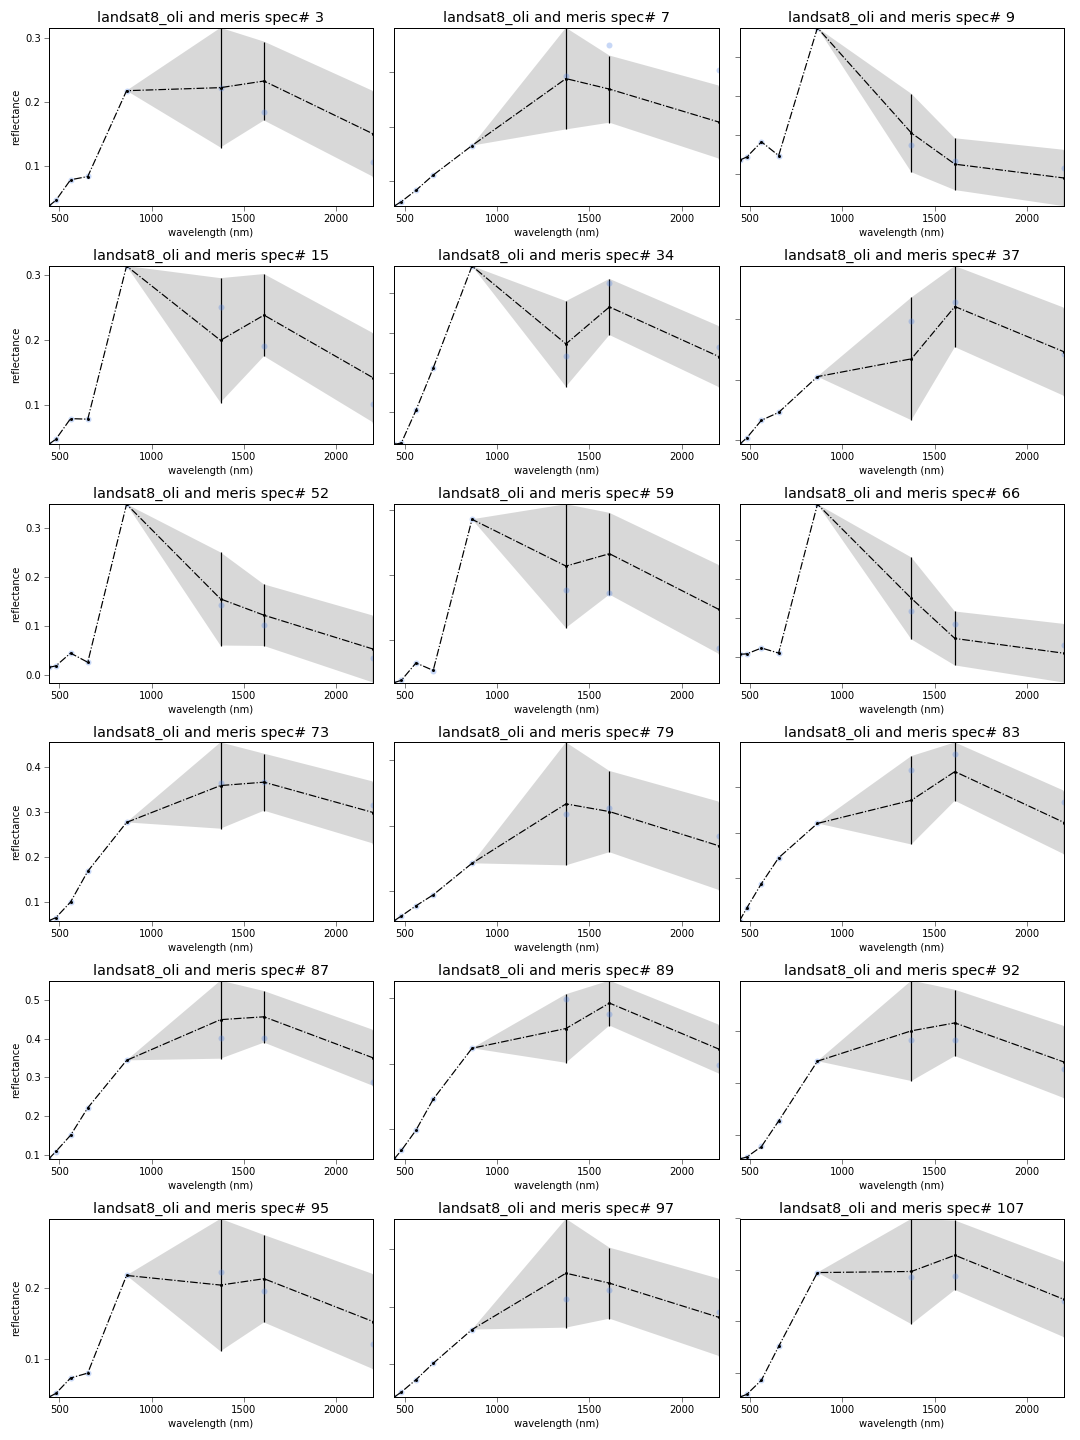 landsat8_oli and meris spec# 3
landsat8_oli and meris spec# 7
landsat8_oli and meris spec# 9
reflectance
0.3
0.2
0.1
500 1000 1500 2000
500 1000 1500 2000
500 1000 1500 2000
wavelength (nm)
wavelength (nm)
wavelength (nm)
landsat8_oli and meris spec# 15
landsat8_oli and meris spec# 34
landsat8_oli and meris spec# 37
reflectance
0.3
0.2
0.1
500 1000 1500 2000
500 1000 1500 2000
500 1000 1500 2000
wavelength (nm)
wavelength (nm)
wavelength (nm)
landsat8_oli and meris spec# 52
landsat8_oli and meris spec# 59
landsat8_oli and meris spec# 66
reflectance
0.3
0.2
0.1
0.0
500 1000 1500 2000
500 1000 1500 2000
500 1000 1500 2000
wavelength (nm)
wavelength (nm)
wavelength (nm)
landsat8_oli and meris spec# 73
landsat8_oli and meris spec# 79
landsat8_oli and meris spec# 83
reflectance
0.4
0.3
0.2
0.1
500 1000 1500 2000
500 1000 1500 2000
500 1000 1500 2000
wavelength (nm)
wavelength (nm)
wavelength (nm)
landsat8_oli and meris spec# 87
landsat8_oli and meris spec# 89
landsat8_oli and meris spec# 92
reflectance
0.5
0.4
0.3
0.2
0.1
500 1000 1500 2000
500 1000 1500 2000
500 1000 1500 2000
wavelength (nm)
wavelength (nm)
wavelength (nm)
landsat8_oli and meris spec# 95
landsat8_oli and meris spec# 97
landsat8_oli and meris spec# 107
reflectance
0.2
0.1
500 1000 1500 2000
500 1000 1500 2000
500 1000 1500 2000
wavelength (nm)
wavelength (nm)
wavelength (nm)